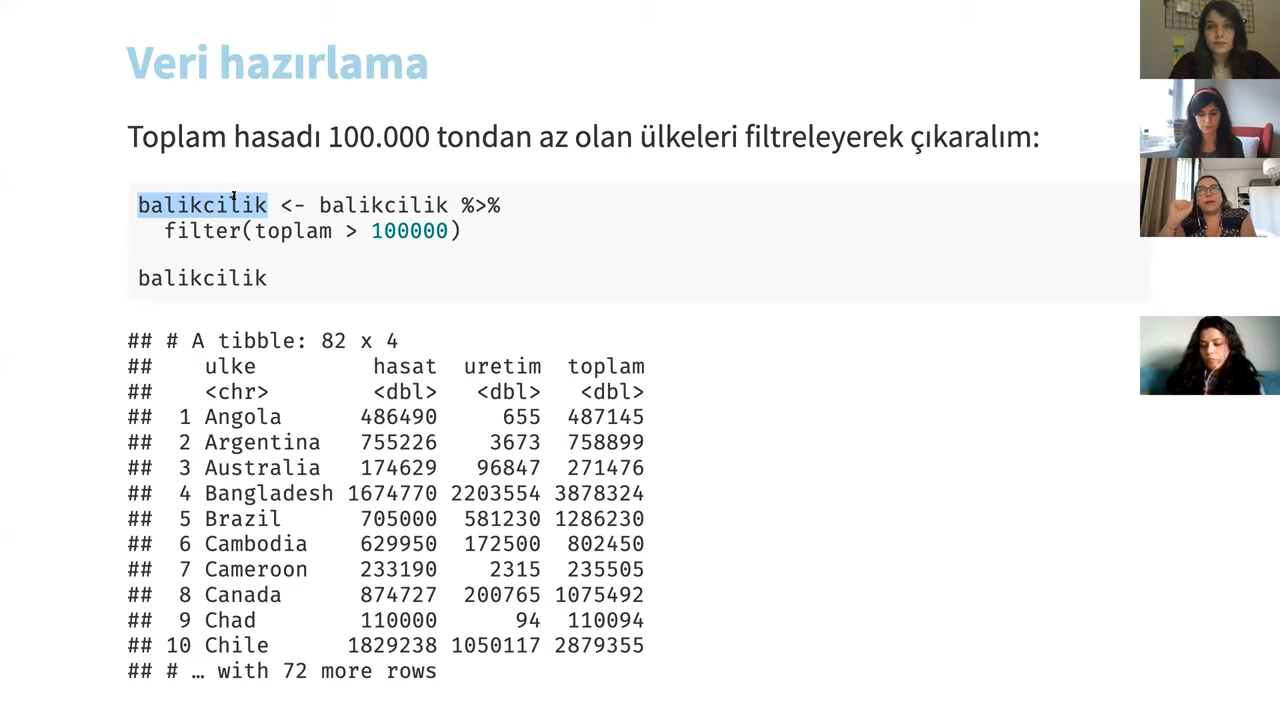 Veri hazırlama
Toplam hasadı 100.000 tondan az olan ülkeleri filtreleyerek çıkaralım:
balikcilik <- balikcilik %>%
  filter(toplam > 100000)
balikcilik
## # A tibble: 82 x 4
##    ulke         hasat  uretim  toplam
##    <chr>        <dbl>   <dbl>   <dbl>
##  1 Angola      486490     655  487145
##  2 Argentina   755226    3673  758899
##  3 Australia   174629   96847  271476
##  4 Bangladesh 1674770 2203554 3878324
##  5 Brazil      705000  581230 1286230
##  6 Cambodia    629950  172500  802450
##  7 Cameroon    233190    2315  235505
##  8 Canada      874727  200765 1075492
##  9 Chad        110000      94  110094
## 10 Chile      1829238 1050117 2879355
## # … with 72 more rows